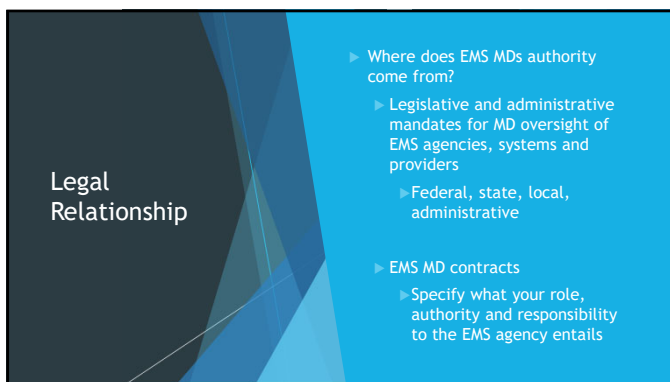 Legal
Relationship
Where does EMS MDs authority
come from?
Legislative and administrative
mandates for MD oversight of
EMS agencies, systems and
providers
Federal, state, local,
administrative
EMS MD contracts
Specify what your role,
authority and responsibility
to the EMS agency entails